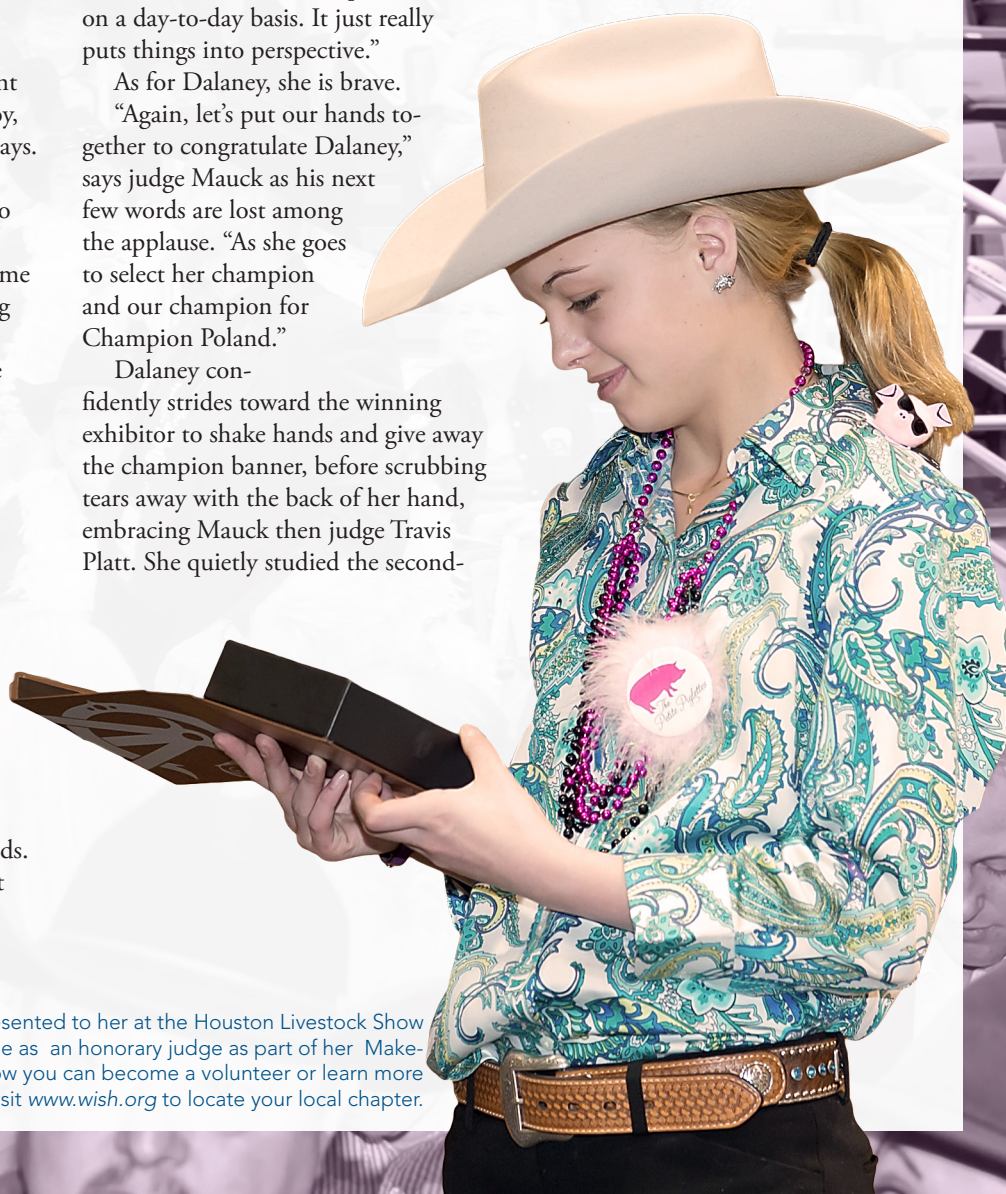 nt
oy,
ays.
o
me
g
e
ds.
t
on a day-to-day basis. It just really
puts things into perspective.”
As for Dalaney, she is brave.
“Again, let’s put our hands to-
gether to congratulate Dalaney,”
says judge Mauck as his next
few words are lost among
the applause. “As she goes
to select her champion
and our champion for
Champion Poland.”
Dalaney con-
fidently strides toward the winning
exhibitor to shake hands and give away
the champion banner, before scrubbing
tears away with the back of her hand,
embracing Mauck then judge Travis
Platt. She quietly studied the second-
The
Petite Piglettes
esented to her at the Houston Livestock Show
e as an honorary judge as part of her Make-
ow you can become a volunteer or learn more
sit www.wish.org to locate your local chapter.